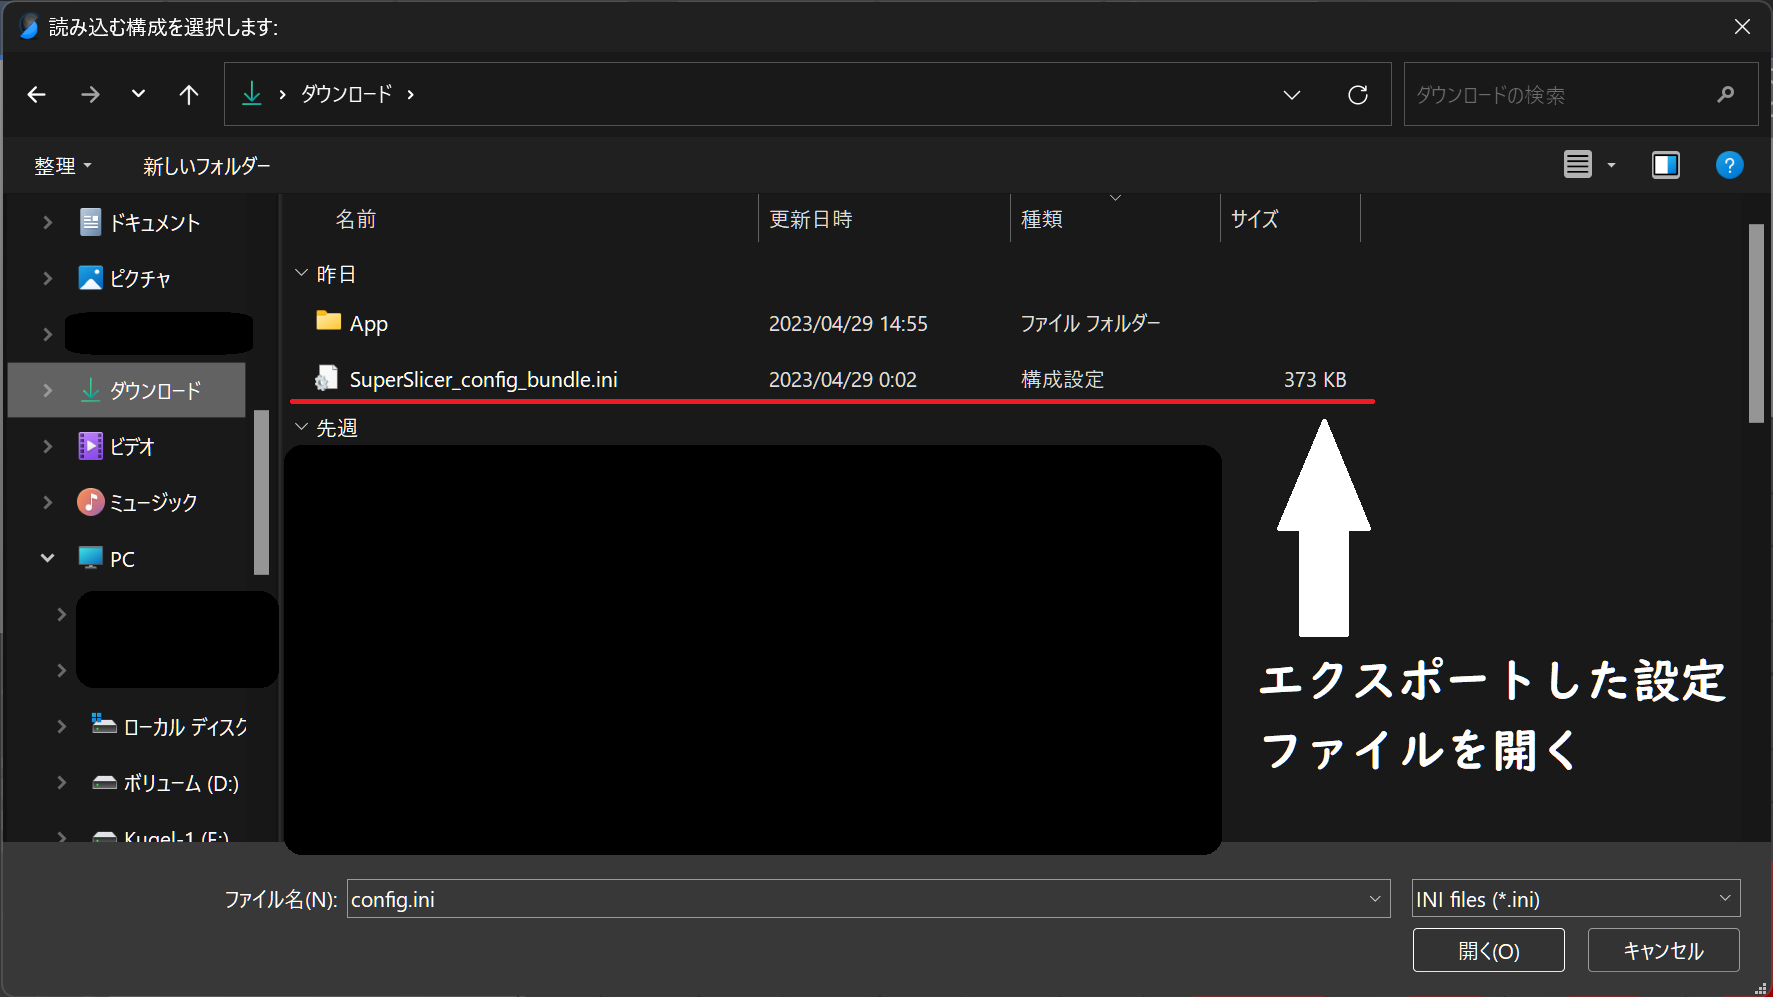 読み込む構成を選択します:
ダウンロード
ダウンロードの検索
整理
新しいフォルダー
ドキュメント
ピクチャ
ダウンロード
ビデオ
ミュージック
PC
ローカル ディスク
ボリューム (D:)
Kugel-1 (E:)
名前 更新日時 種類 サイズ
昨日
App 2023/04/29 14:55 ファイル フォルダー
SuperSlicer_config_bundle.ini 2023/04/29 0:02 構成設定 373 KB
先週
エクスポートした設定
ファイルを開く
ファイル名(N): config.ini INI files (*.ini)
開く(O) キャンセル